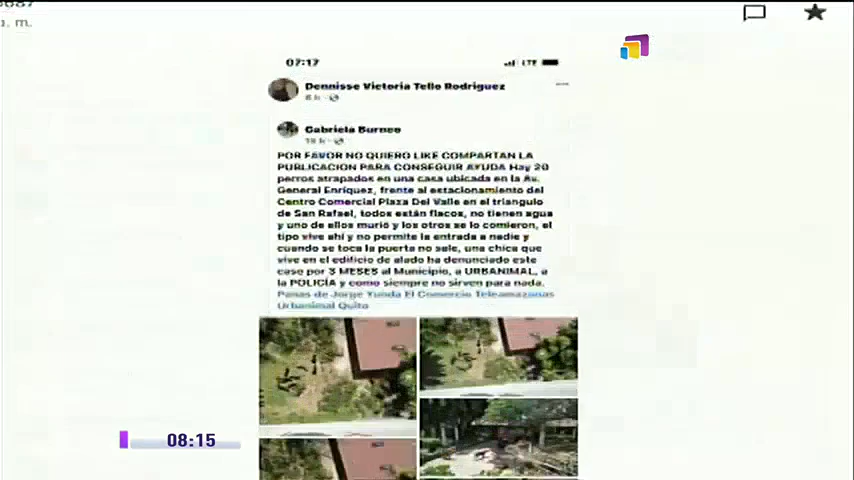 a. m.
07:17
LTE
Dennisse Victoria Tello Rodriguez
Gabriela Burneo
POR FAVOR NO QUIERO LIKE COMPARTAN LA
PUBLICACION PARA CONSEGUIR AYUDA Hay 20
perros atrapados en una casa ubicada en la Av.
General Enríquez, frente al estacionamiento del
Centro Comercial Plaza Del Valle en el triangulo
de San Rafael, todos están flacos, no tienen agua
y uno de ellos murió y los otros se lo comieron, el
tipo vive ahí y no permite la entrada a nadie y
cuando se toca la puerta no sale, una chica que
vive en el edificio de alado ha denunciado este
caso por 3 MESES al Municipio, a URBANIMAL, a
la POLICÍA y como siempre no sirven para nada.
Panas de Jorge Yunda El Comercio Teleamazonas
Urbanimal Quito
08:15